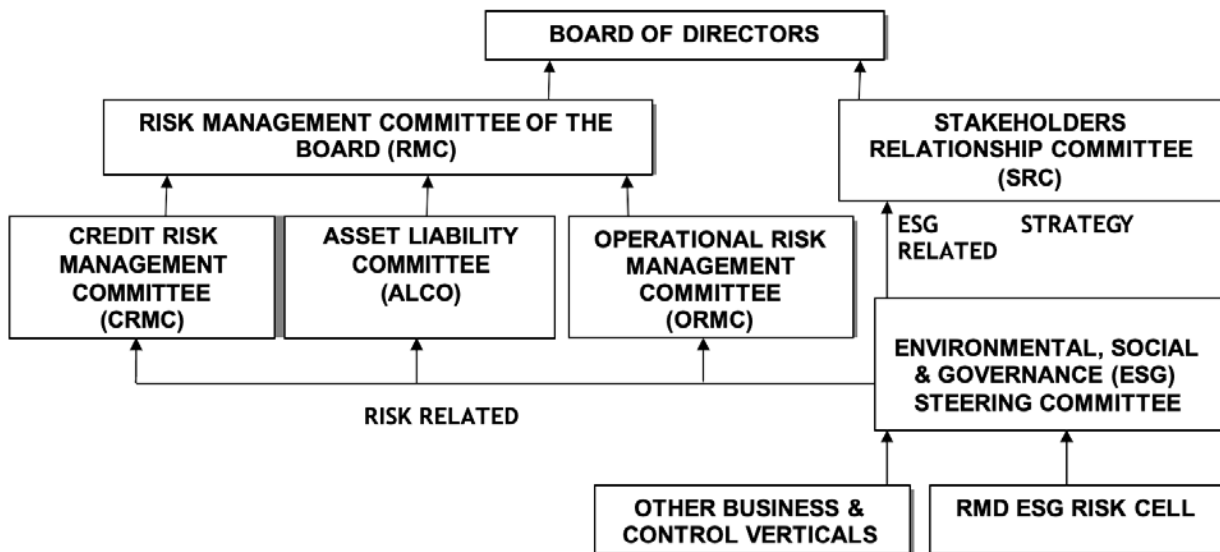 BOARD OF DIRECTORS
RISK MANAGEMENT COMMITTEE OF THE
BOARD (RMC)
STAKEHOLDERS
RELATIONSHIP COMMITTEE
(SRC)
CREDIT RISK
MANAGEMENT
COMMITTEE
(CRMC)
ASSET LIABILITY
COMMITTEE
(ALCO)
OPERATIONAL RISK
MANAGEMENT
COMMITTEE
(ORMC)
ESG STRATEGY
RELATED
ENVIRONMENTAL, SOCIAL
& GOVERNANCE (ESG)
STEERING COMMITTEE
RISK RELATED
OTHER BUSINESS &
CONTROL VERTICALS
RMD ESG RISK CELL